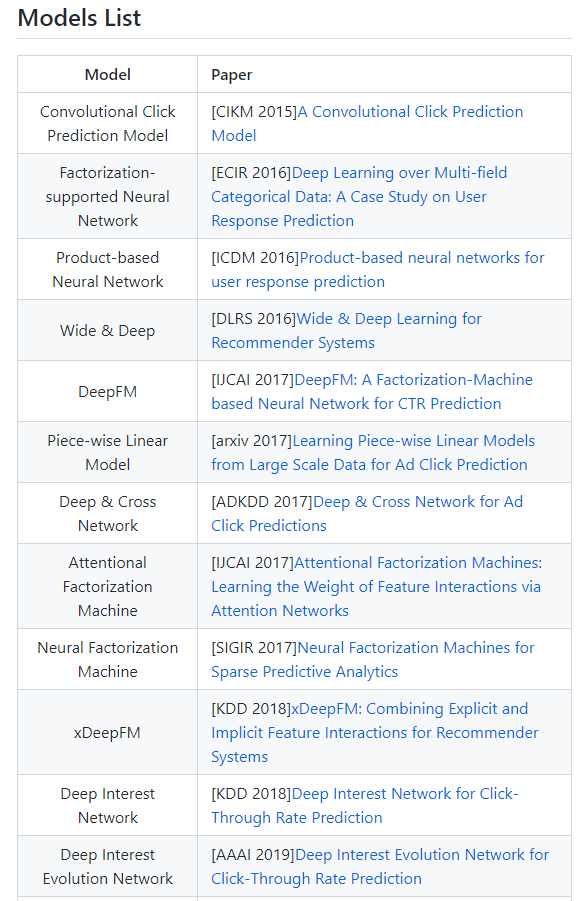 Models List
Model Paper
Convolutional Click [CIKM 2015]A Convolutional Click Prediction
Prediction Model Model
Factorization- [ECIR 2016]Deep Learning over Multi-field
supported Neural Categorical Data: A Case Study on User
Network Response Prediction
Product-based [ICDM 2016]Product-based neural networks for
Neural Network user response prediction
Wide & Deep
[DLRS 2016]Wide & Deep Learning for
Recommender Systems
DeepFM
[IJCAI 2017]DeepFM: A Factorization-Machine
based Neural Network for CTR Prediction
Piece-wise Linear [arxiv 2017]Learning Piece-wise Linear Models
Model from Large Scale Data for Ad Click Prediction
Deep & Cross [ADKDD 2017]Deep & Cross Network for Ad
Network Click Predictions
Attentional [IJCAI 2017]Attentional Factorization Machines:
Factorization Learning the Weight of Feature Interactions via
Machine Attention Networks
Neural Factorization [SIGIR 2017]Neural Factorization Machines for
Machine Sparse Predictive Analytics
[KDD 2018]xDeepFM: Combining Explicit and
xDeepFM Implicit Feature Interactions for Recommender
Systems
Deep Interest [KDD 2018]Deep Interest Network for Click-
Network Through Rate Prediction
Deep Interest [AAAI 2019]Deep Interest Evolution Network for
Evolution Network Click-Through Rate Prediction